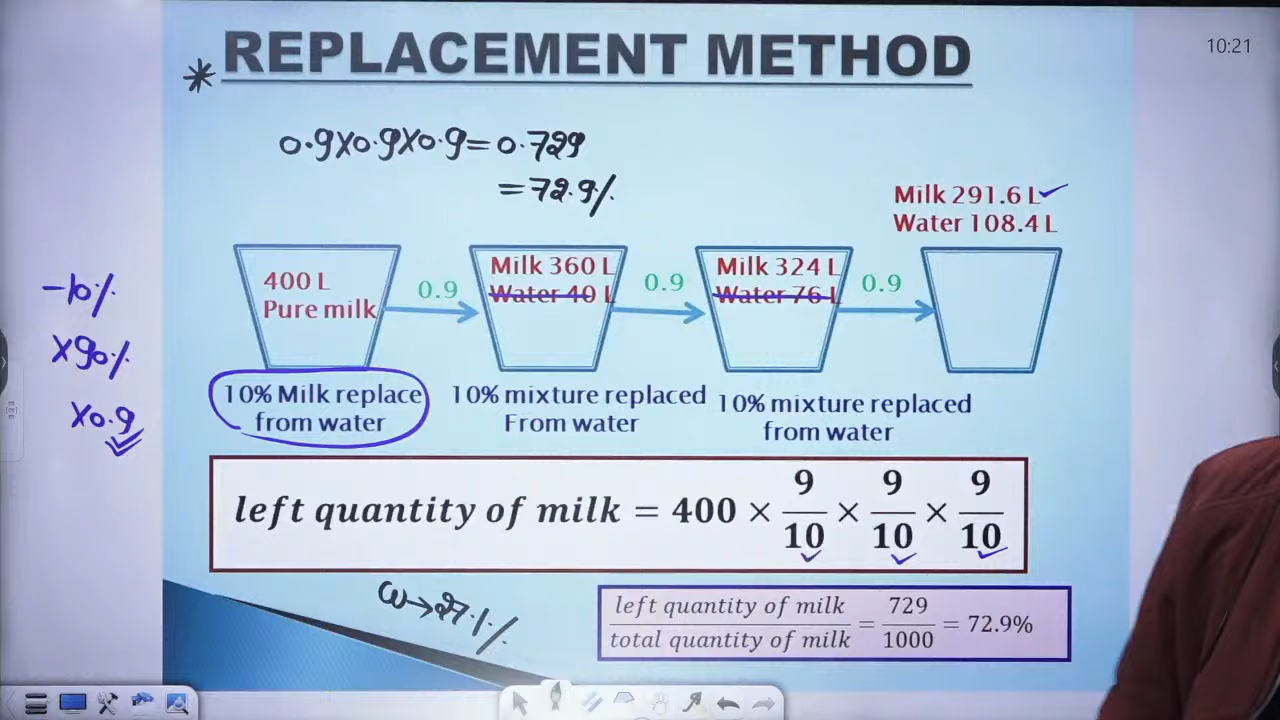 REPLACEMENT METHOD
10:21
*
0.9X0.9X0.9=0.729
=72.9%
Milk 291.6 L
Water 108.4 L
-10%
X90%
X0.9
400 L
Pure milk
0.9
Milk 360 L
Water 40 L
0.9
Milk 324 L
Water 76 L
0.9
10% Milk replace
from water
10% mixture replaced
From water
10% mixture replaced
from water
left quantity of milk = 400 × 9/10 × 9/10 × 9/10
W→27.1%
left quantity of milk/total quantity of milk = 729/1000 = 72.9%